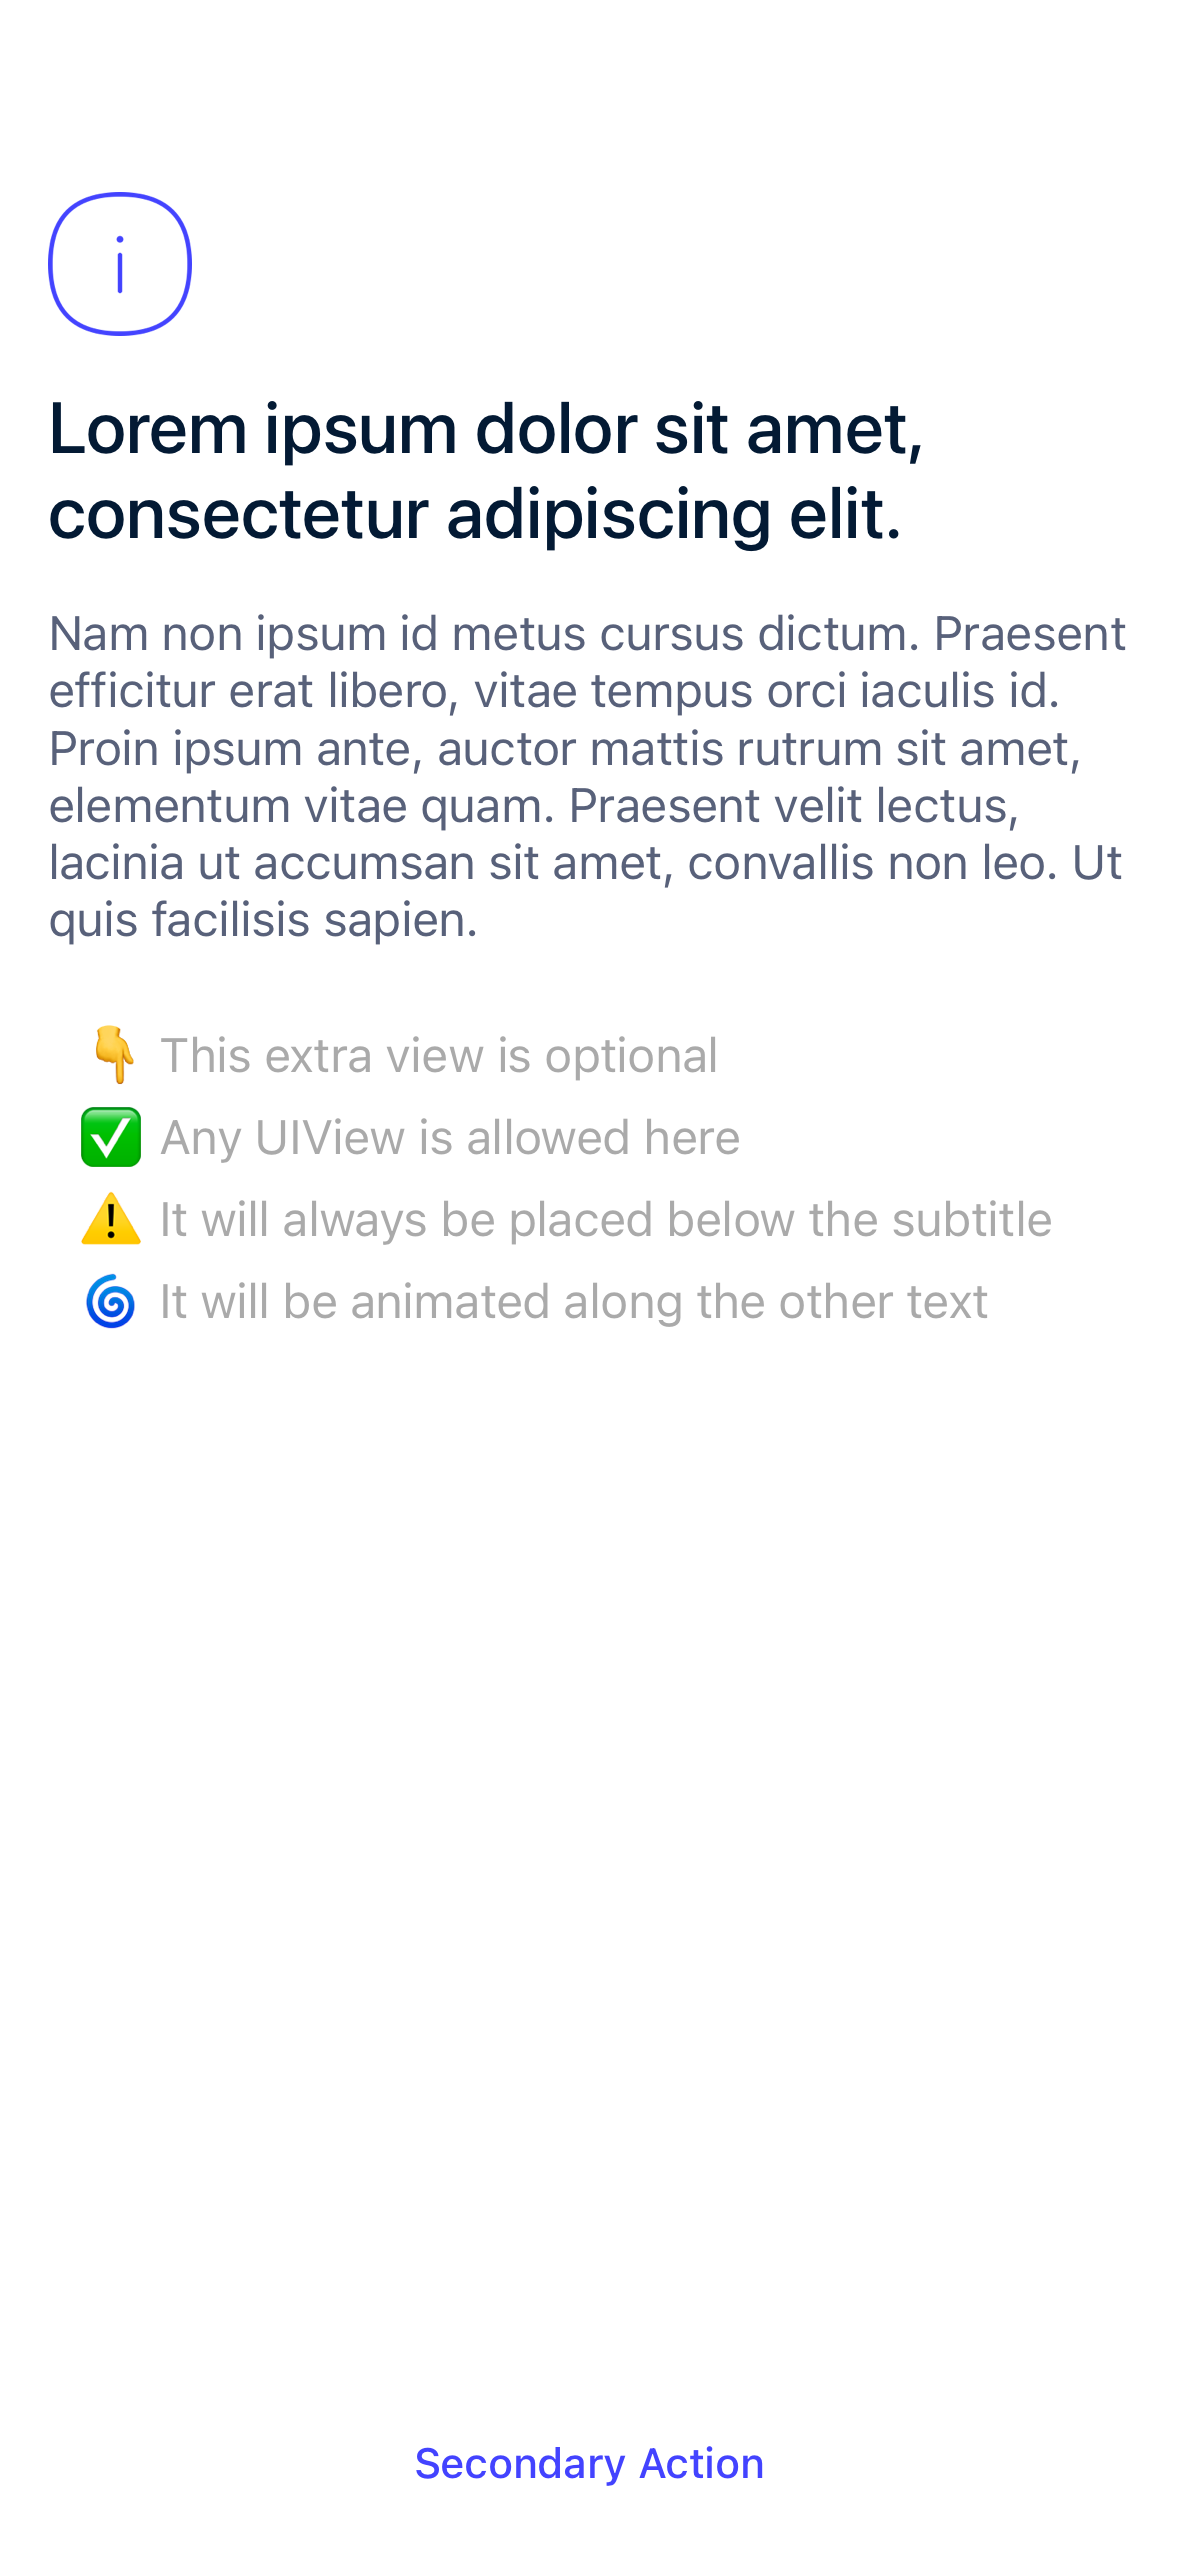 Lorem ipsum dolor sit amet,
consectetur adipiscing elit.
Nam non ipsum id metus cursus dictum. Praesent
efficitur erat libero, vitae tempus orci iaculis id.
Proin ipsum ante, auctor mattis rutrum sit amet,
elementum vitae quam. Praesent velit lectus,
lacinia ut accumsan sit amet, convallis non leo. Ut
quis facilisis sapien.
👇 This extra view is optional
✅ Any UIView is allowed here
⚠️ It will always be placed below the subtitle
🌀 It will be animated along the other text
Secondary Action